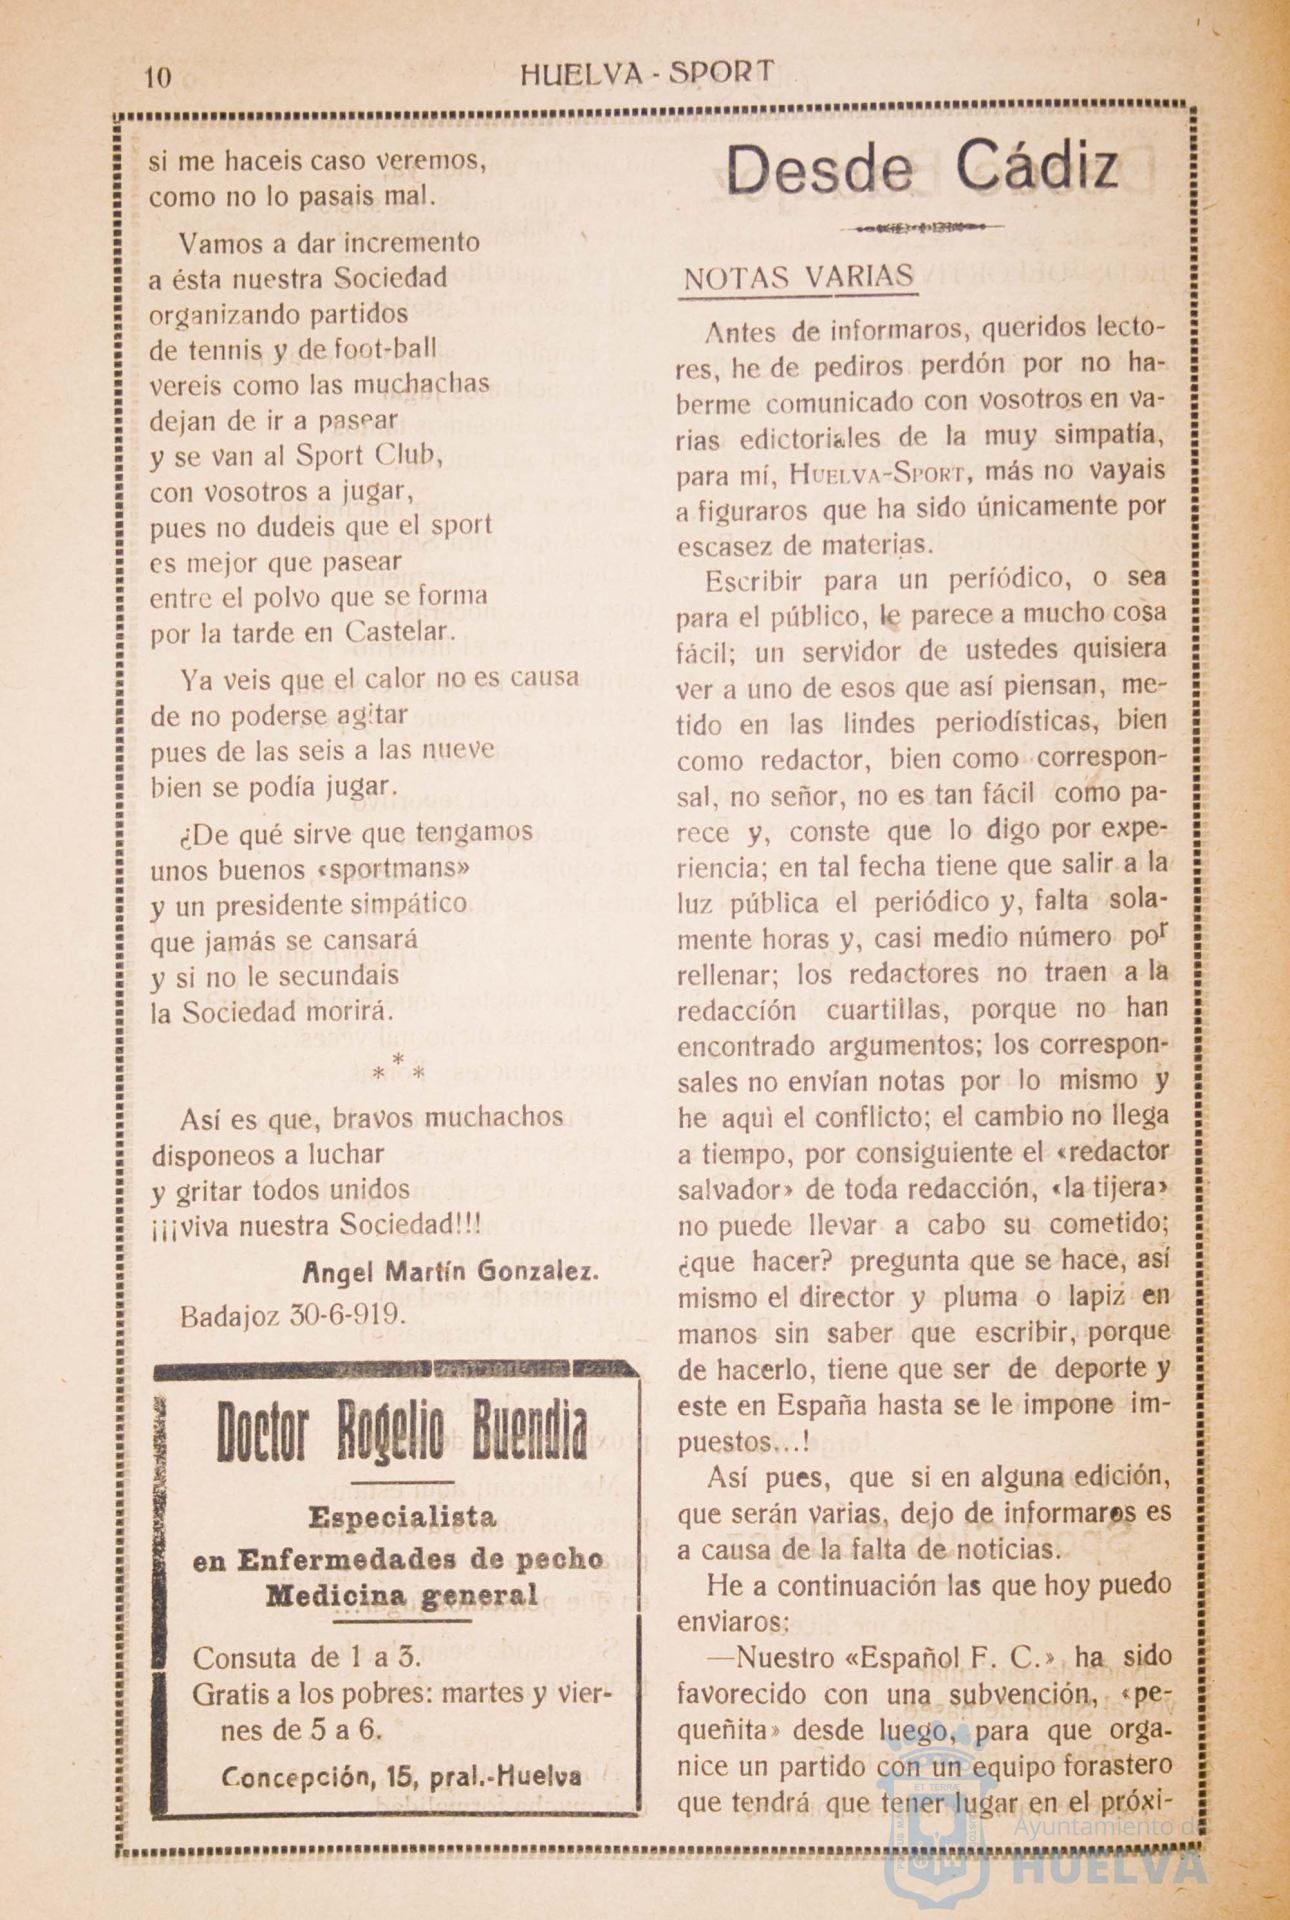 10
HUELVA - SPORT
si me haceis caso veremos,
como no lo pasais mal.
Vamos a dar incremento
a ésta nuestra Sociedad
organizando partidos
de tennis y de foot-ball
vereis como las muchachas
dejan de ir a pasear
y se van al Sport Club,
con vosotros a jugar,
pues no dudeis que el sport
es mejor que pasear
entre el polvo que se forma
por la tarde en Castelar.
Ya veis que el calor no es causa
de no poderse agitar
pues de las seis a las nueve
bien se podía jugar.
¿De qué sirve que tengamos
unos buenos «sportmans»
y un presidente simpático
que jamás se cansará
y si no le secundais
la Sociedad morirá.
* * *
Así es que, bravos muchachos
disponeos a luchar
y gritar todos unidos
¡¡¡viva nuestra Sociedad!!!
Angel Martín Gonzalez.
Badajoz 30-6-919.
Doctor Rogelio Buendia
Especialista
en Enfermedades de pecho
Medicina general
Consuta de 1 a 3.
Gratis a los pobres: martes y vier-
nes de 5 a 6.
Concepción, 15, pral.-Huelva
Desde Cádiz
NOTAS VARIAS
Antes de informaros, queridos lecto-
res, he de pediros perdón por no ha-
berme comunicado con vosotros en va-
rias edictoriales de la muy simpatía,
para mí, HUELVA-SPORT, más no vayais
a figuraros que ha sido únicamente por
escasez de materias.
Escribir para un períódico, o sea
para el público, le parece a mucho cosa
fácil; un servidor de ustedes quisiera
ver a uno de esos que así piensan, me-
tido en las lindes periodísticas, bien
como redactor, bien como correspon-
sal, no señor, no es tan fácil como pa-
rece y, conste que lo digo por expe-
riencia; en tal fecha tiene que salir a la
luz pública el periódico y, falta sola-
mente horas y, casi medio número por
rellenar; los redactores no traen a la
redaccíón cuartillas, porque no han
encontrado argumentos; los correspon-
sales no envían notas por lo mismo y
he aquì el conflicto; el cambio no llega
a tiempo, por consiguiente el «redactor
salvador» de toda redacción, «la tijera»
no puede llevar a cabo su cometido;
¿que hacer? pregunta que se hace, así
mismo el director y pluma o lapiz en
manos sin saber que escribir, porque
de hacerlo, tiene que ser de deporte y
este en España hasta se le impone im-
puestos...!
Así pues, que si en alguna edición,
que serán varias, dejo de informaros es
a causa de la falta de noticias.
He a continuación las que hoy puedo
enviaros:
—Nuestro «Español F. C.» ha sido
favorecido con una subvención, «pe-
queñita» desde luego, para que orga-
nice un partido con un equipo forastero
que tendrá que tener lugar en el próxi-
Ayuntamiento de
HUELVA